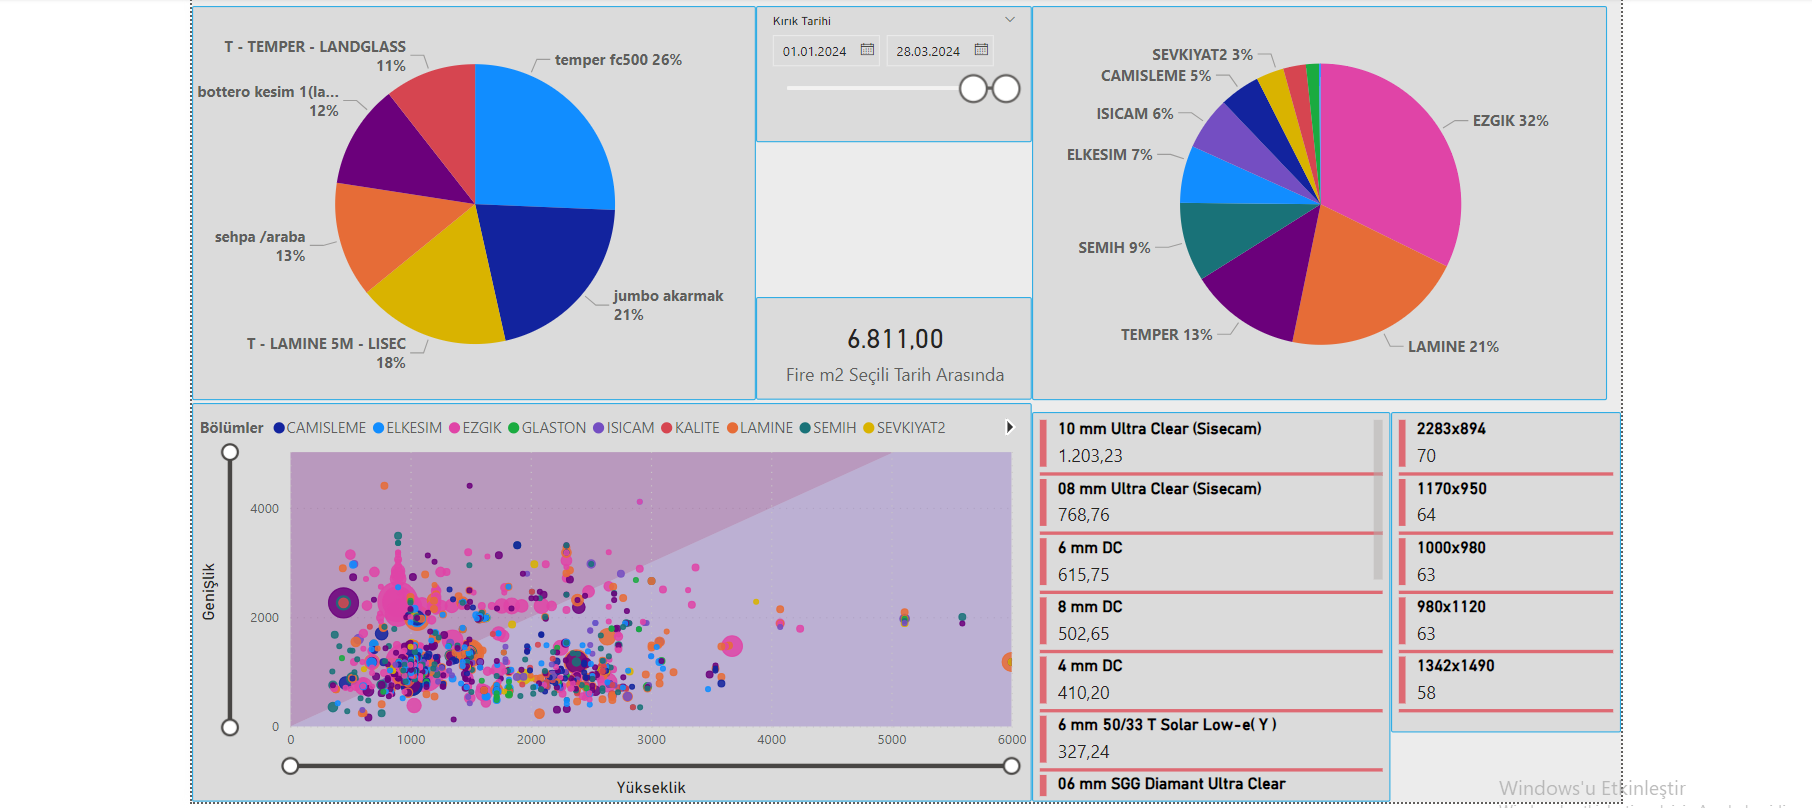 T - TEMPER - LANDGLASS
11%
bottero kesim 1(la...
12%
temper fc500 26%
sehpa /araba
13%
jumbo akarmak
21%
T - LAMINE 5M - LISEC
18%
Kırık Tarihi
01.01.2024
28.03.2024
6.811,00
Fire m2 Seçili Tarih Arasında
SEVKIYAT2 3%
CAMISLEME 5%
ISICAM 6%
EZGIK 32%
ELKESIM 7%
SEMIH 9%
TEMPER 13%
LAMINE 21%
Bölümler CAMISLEME ELKESIM EZGIK GLASTON ISICAM KALITE LAMINE SEMIH SEVKIYAT2
Genişlik
4000
2000
0
0 1000 2000 3000 4000 5000 6000
Yükseklik
10 mm Ultra Clear (Sisecam)
1.203,23
08 mm Ultra Clear (Sisecam)
768,76
6 mm DC
615,75
8 mm DC
502,65
4 mm DC
410,20
6 mm 50/33 T Solar Low-e( Y )
327,24
06 mm SGG Diamant Ultra Clear
2283x894
70
1170x950
64
1000x980
63
980x1120
63
1342x1490
58
Windows'u Etkinleştir